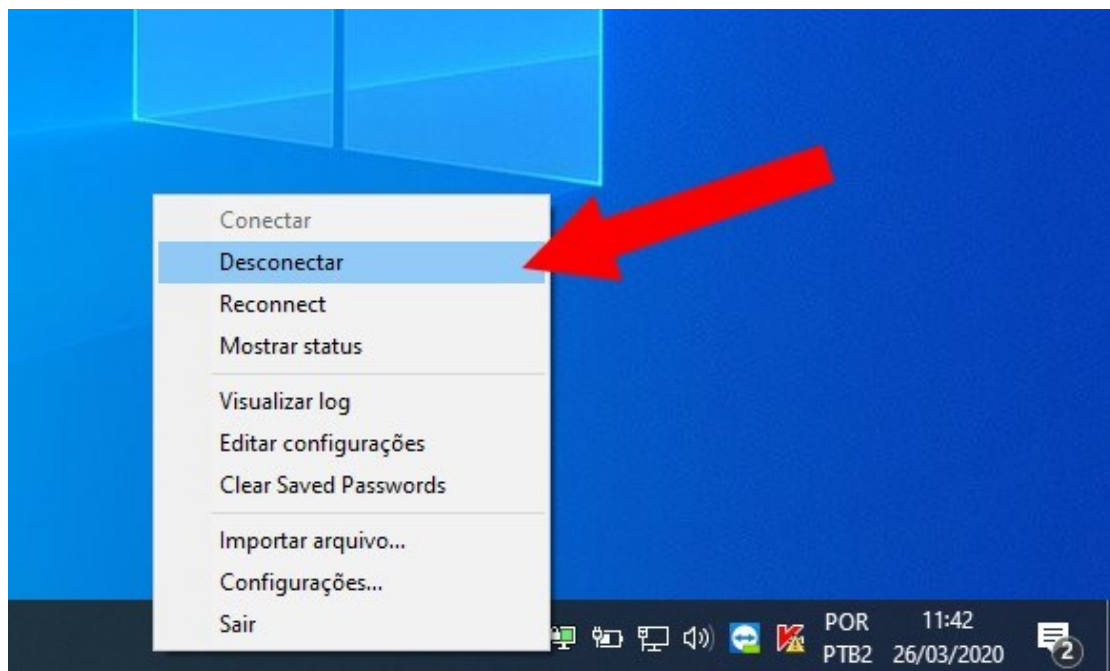 Conectar
Desconectar
Reconnect
Mostrar status
Visualizar log
Editar configurações
Clear Saved Passwords
Importar arquivo...
Configurações...
Sair
POR 11:42
PTB2 26/03/2020
2